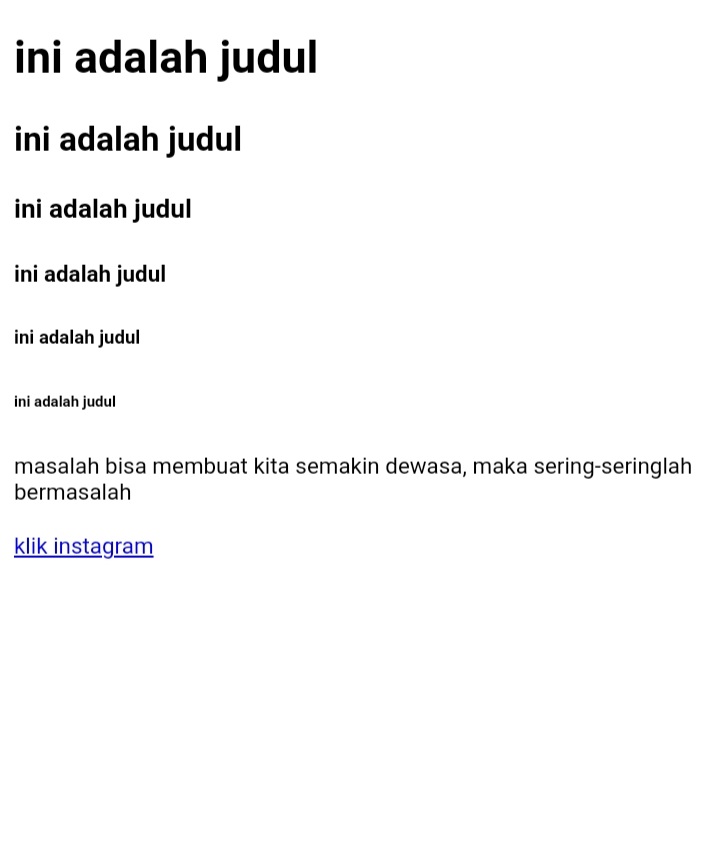 ini adalah judul
ini adalah judul
ini adalah judul
ini adalah judul
ini adalah judul
ini adalah judul
masalah bisa membuat kita semakin dewasa, maka sering-seringlah
bermasalah
klik instagram